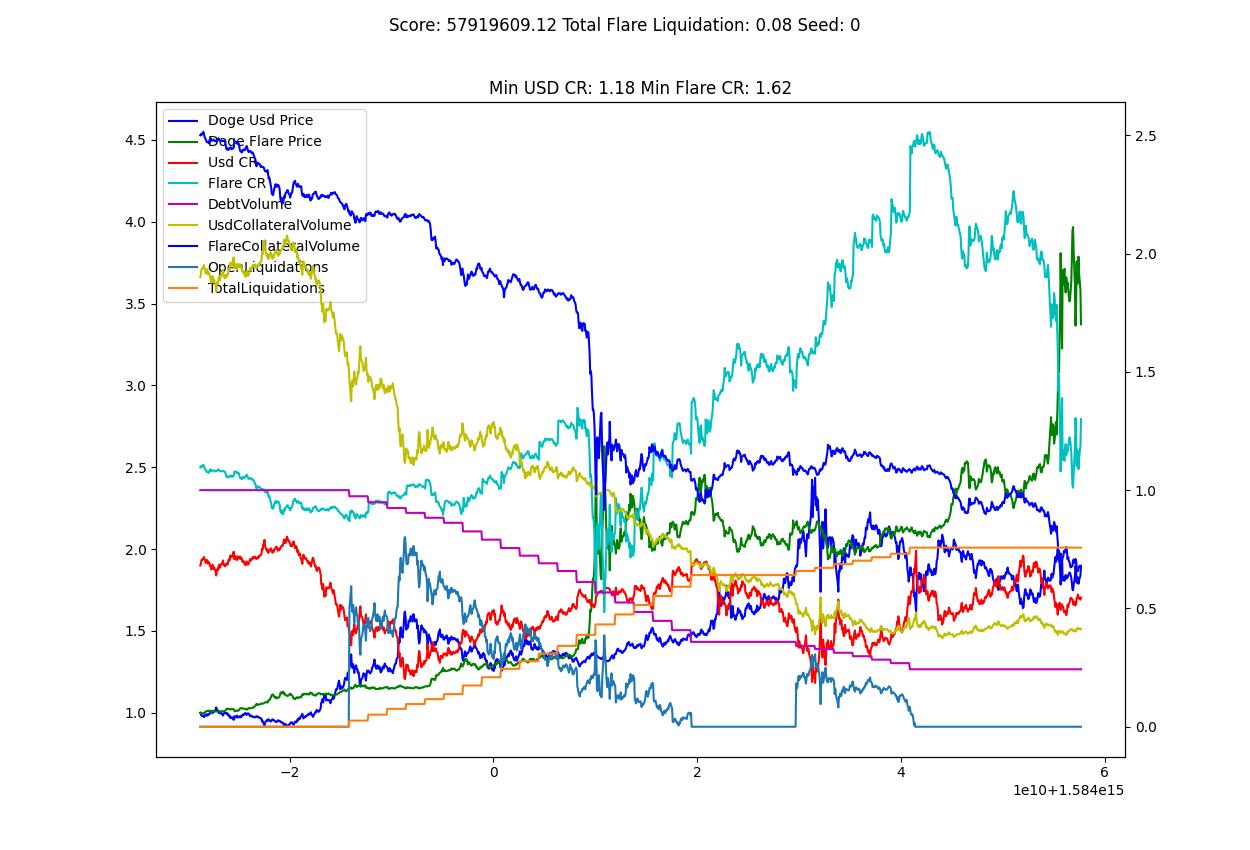 Score: 57919609.12 Total Flare Liquidation: 0.08 Seed: 0
Min USD CR: 1.18 Min Flare CR: 1.62
Doge Usd Price
Doge Flare Price
Usd CR
Flare CR
DebtVolume
UsdCollateralVolume
FlareCollateralVolume
OpenLiquidations
TotalLiquidations
4.5
4.0
3.5
3.0
2.5
2.0
1.5
1.0
2.5
2.0
1.5
1.0
0.5
0.0
−2
0
2
4
6
1e10+1.584e15